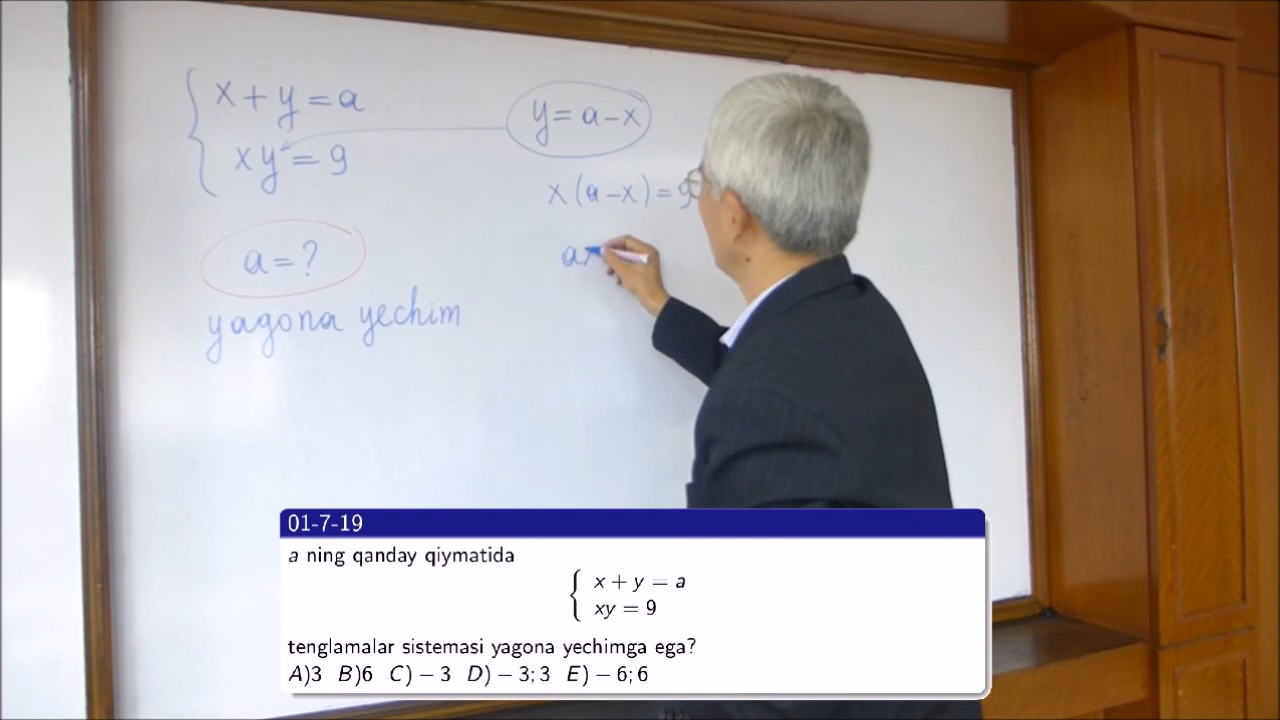 x + y = a
xy = 9
a = ?
yagona yechim
y = a - x
x(a - x) = 9
ax
01-7-19
a ning qanday qiymatida
x + y = a
xy = 9
tenglamalar sistemasi yagona yechimga ega?
A)3 B)6 C) − 3 D) − 3; 3 E) − 6; 6